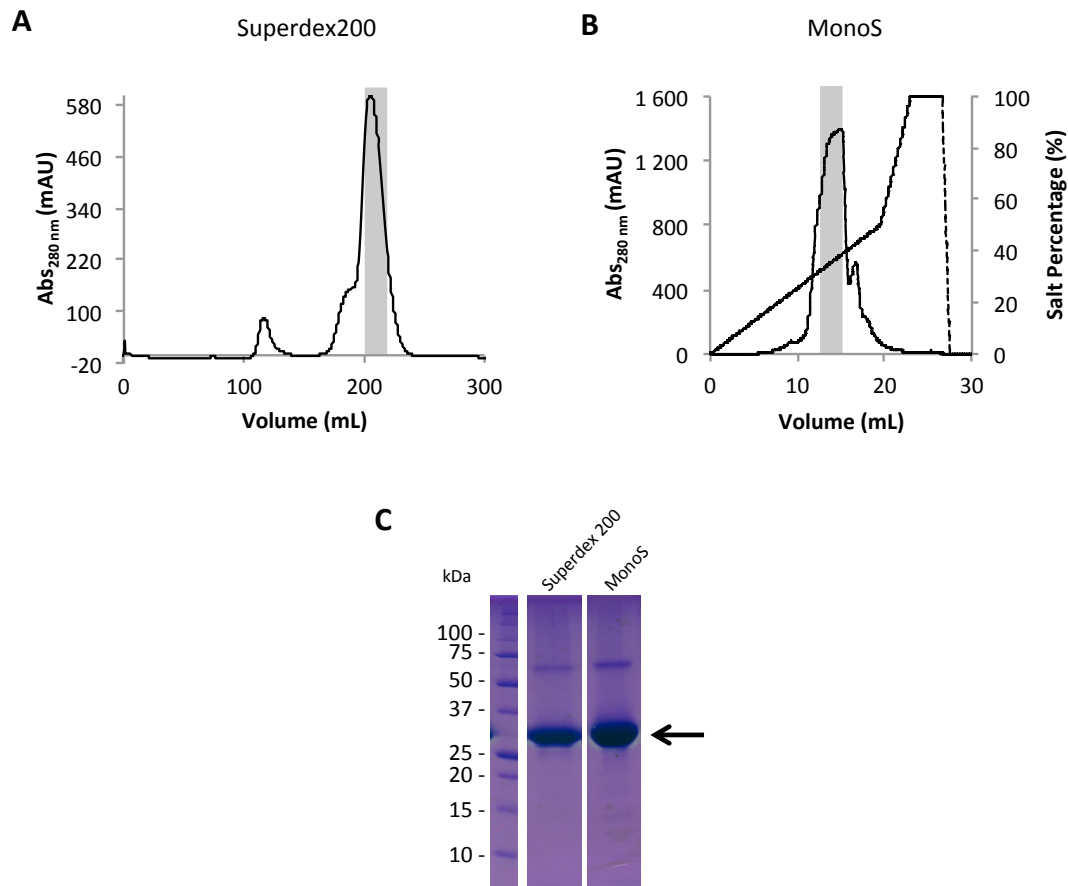 A
Superdex200
Abs280 nm (mAU)
580
460
340
220
100
-20
0
100
200
300
Volume (mL)
B
MonoS
Abs280 nm (mAU)
1 600
1 200
800
400
0
100
80
60
40
20
0
Salt Percentage (%)
0
10
20
30
Volume (mL)
C
kDa
Superdex 200
MonoS
100 -
75 -
50 -
37 -
25 -
20 -
15 -
10 -